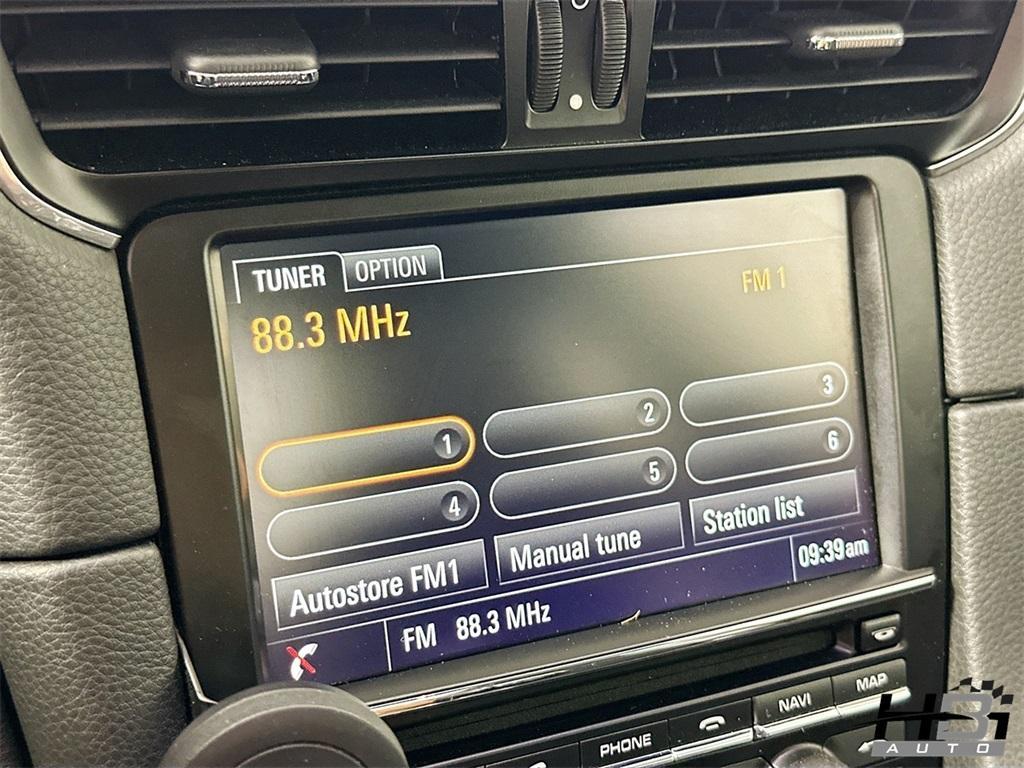 TUNER OPTION
FM 1
88.3 MHz
1 2 3
4 5 6
Autostore FM1 Manual tune Station list
FM 88.3 MHz 09:39am
PHONE NAVI MAP
HBi
AUTO